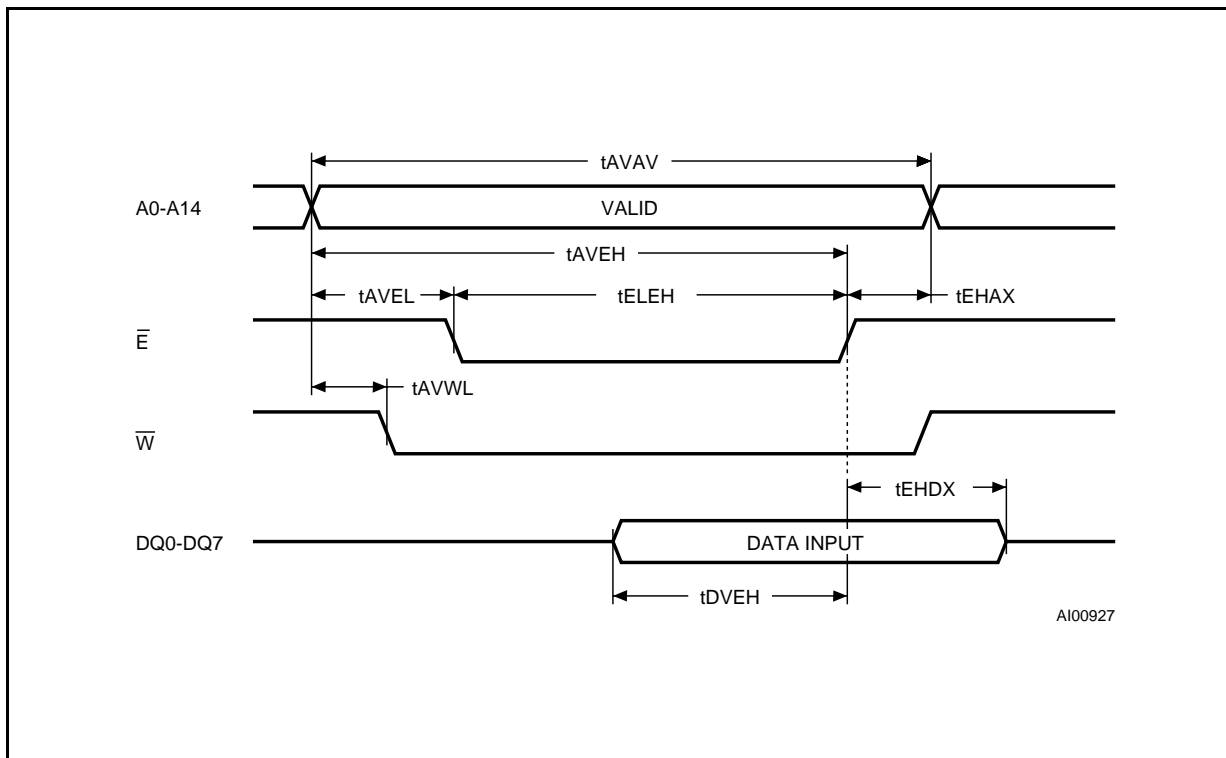 tAVAV
A0-A14
VALID
tAVEH
tAVEL
tELEH
tEHAX
E̅
tAVWL
W̅
tEHDX
DQ0-DQ7
DATA INPUT
tDVEH
AI00927